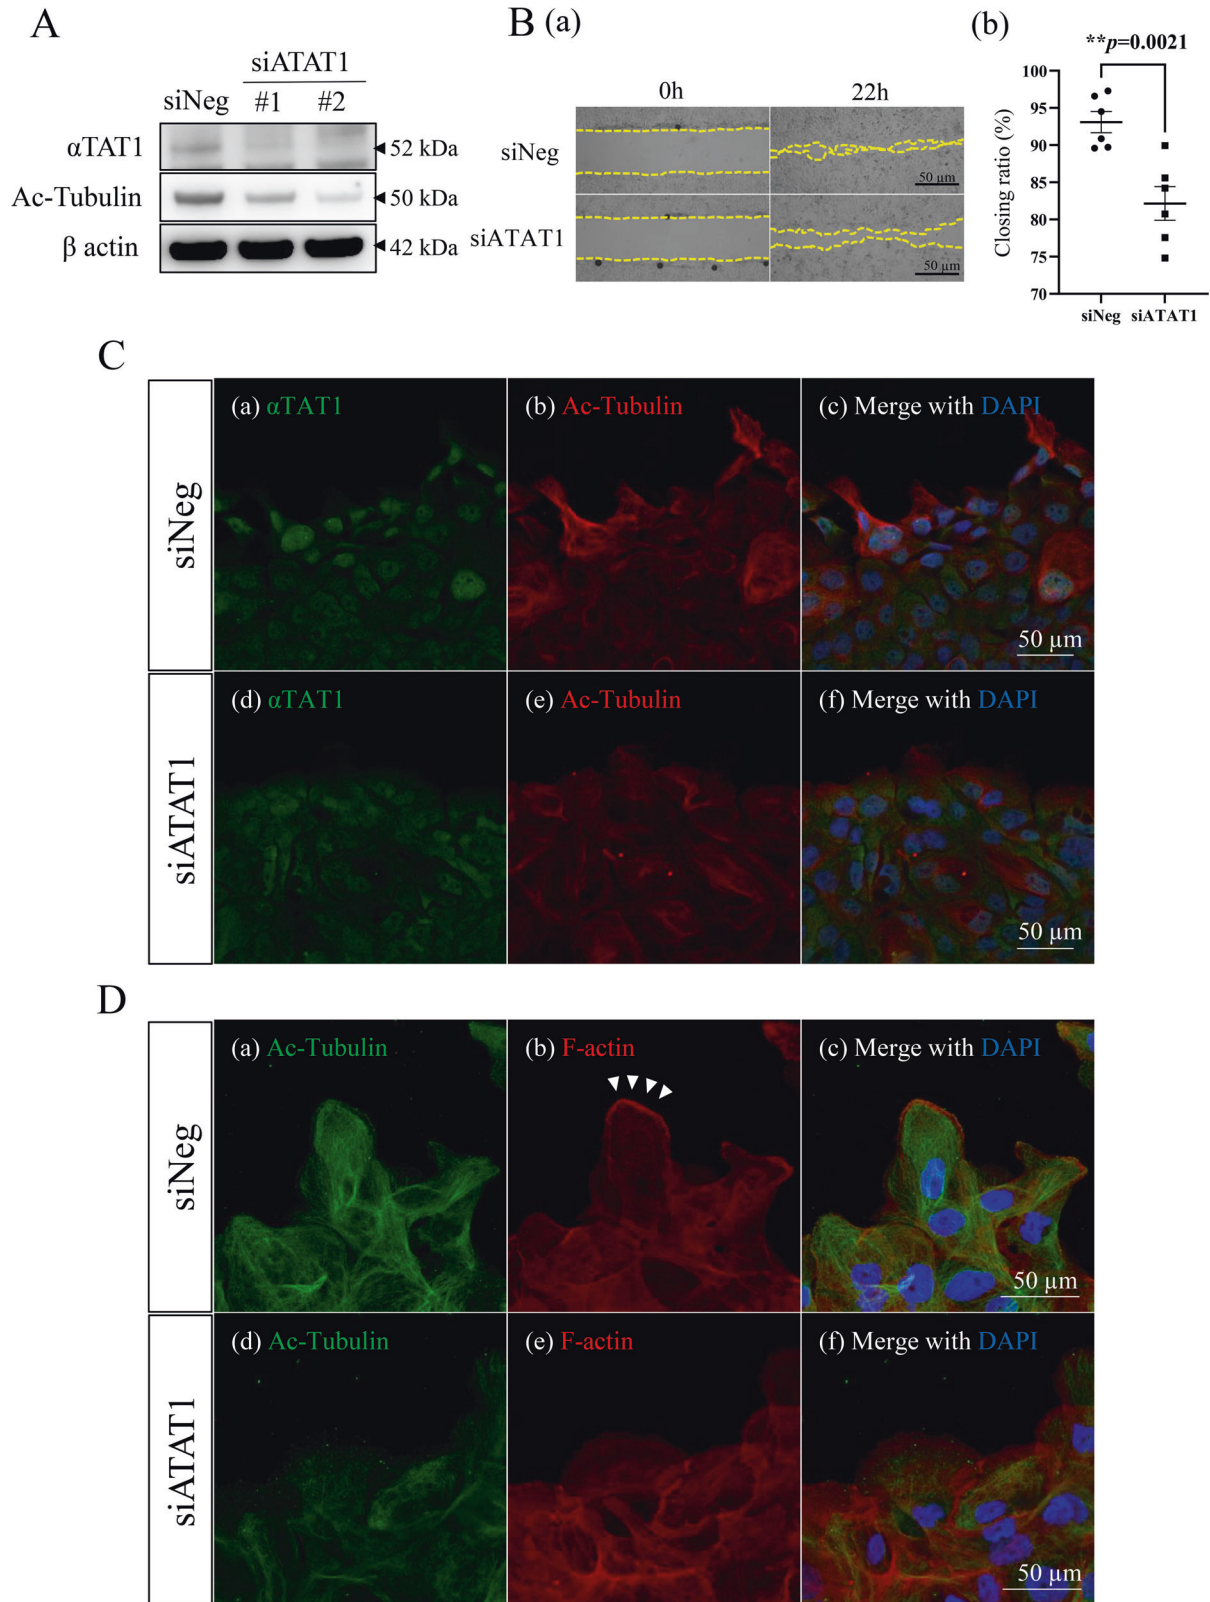 A
siATAT1
siNeg #1 #2
αTAT1 52 kDa
Ac-Tubulin 50 kDa
β actin 42 kDa
B (a)
0h 22h
siNeg
50 µm
siATAT1
50 µm
(b)
**p=0.0021
Closing ratio (%)
100
95
90
85
80
75
70
siNeg siATAT1
C
siNeg
(a) αTAT1
(b) Ac-Tubulin
(c) Merge with DAPI
50 µm
siATAT1
(d) αTAT1
(e) Ac-Tubulin
(f) Merge with DAPI
50 µm
D
siNeg
(a) Ac-Tubulin
(b) F-actin
(c) Merge with DAPI
50 µm
siATAT1
(d) Ac-Tubulin
(e) F-actin
(f) Merge with DAPI
50 µm